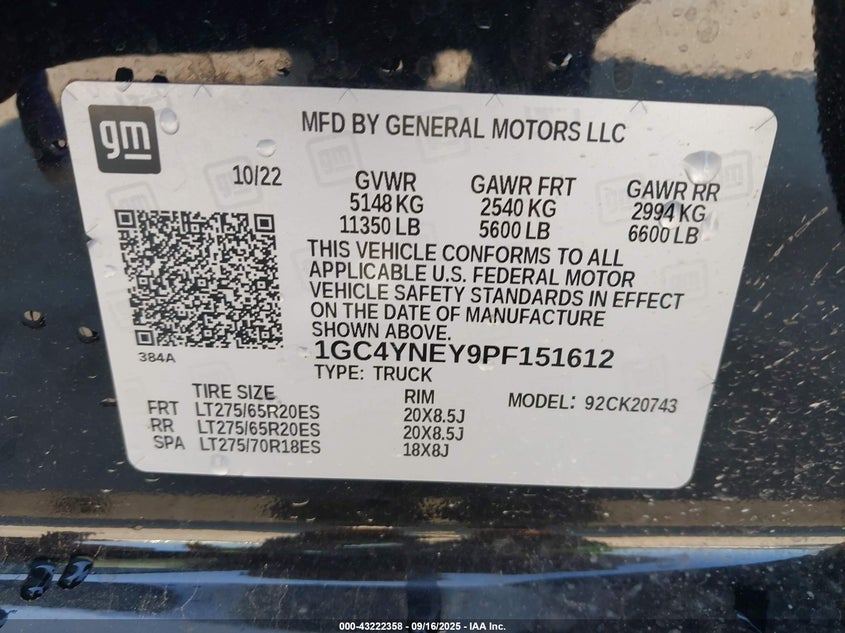 gm
MFD BY GENERAL MOTORS LLC
10/22
GVWR GAWR FRT GAWR RR
5148 KG 2540 KG 2994 KG
11350 LB 5600 LB 6600 LB
THIS VEHICLE CONFORMS TO ALL
APPLICABLE U.S. FEDERAL MOTOR
VEHICLE SAFETY STANDARDS IN EFFECT
ON THE DATE OF MANUFACTURE
SHOWN ABOVE.
384A
1GC4YNEY9PF151612
TYPE: TRUCK
TIRE SIZE RIM MODEL: 92CK20743
FRT LT275/65R20ES 20X8.5J
RR LT275/65R20ES 20X8.5J
SPA LT275/70R18ES 18X8J
000-43222358 - 09/16/2025 - IAA Inc.